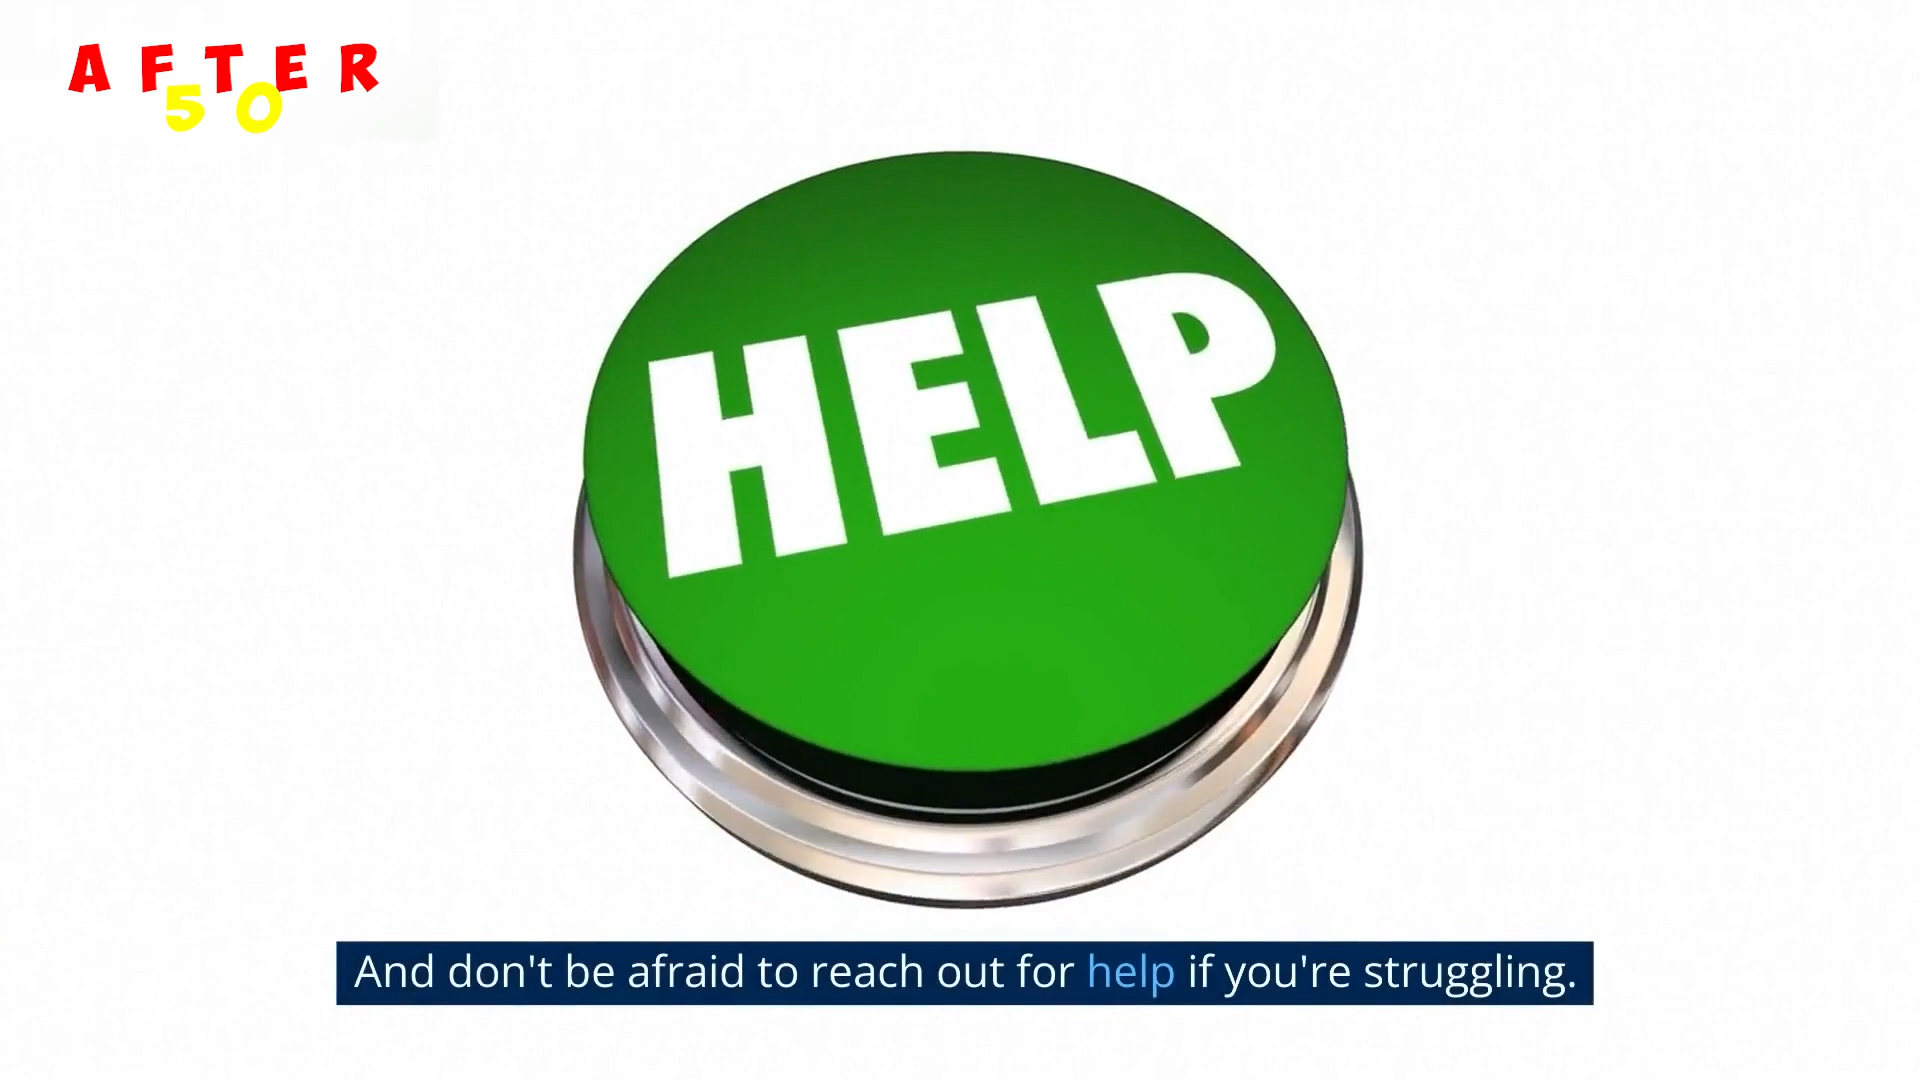 AFTER
50
HELP
And don't be afraid to reach out for help if you're struggling.